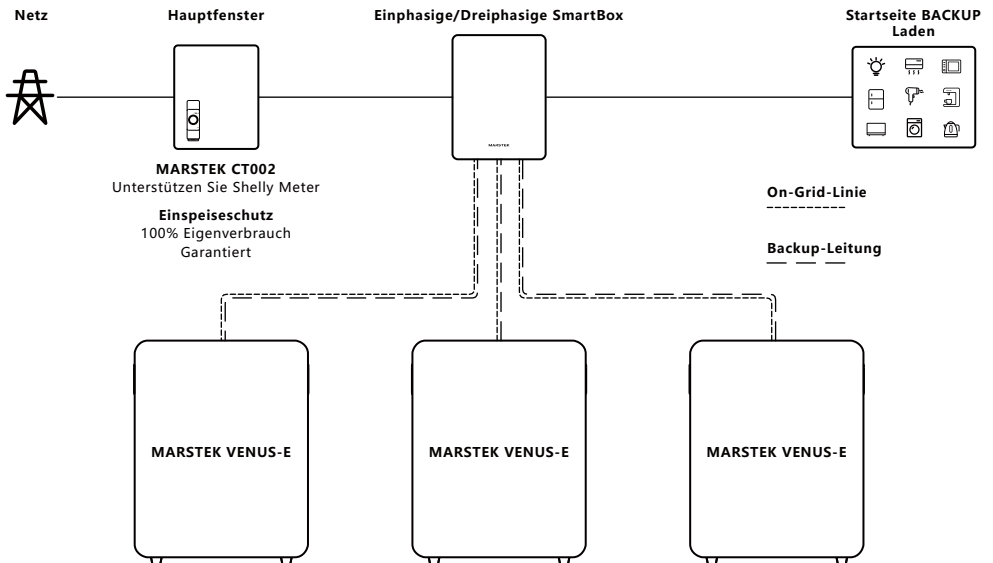 Netz
Hauptfenster
Einphasige/Dreiphasige SmartBox
Startseite BACKUP
Laden
MARSTEK
MARSTEK CT002
Unterstützen Sie Shelly Meter
Einspeiseschutz
100% Eigenverbrauch
Garantiert
On-Grid-Linie
Backup-Leitung
MARSTEK VENUS-E
MARSTEK VENUS-E
MARSTEK VENUS-E